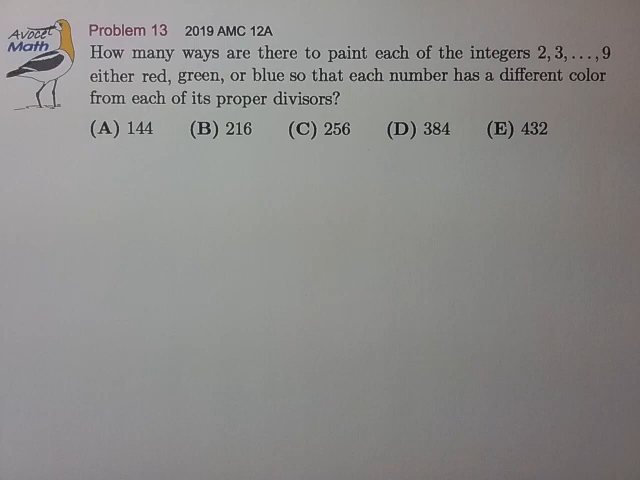 Avocet
Math
Problem 13 2019 AMC 12A
How many ways are there to paint each of the integers 2, 3, . . . , 9
either red, green, or blue so that each number has a different color
from each of its proper divisors?
(A) 144 (B) 216 (C) 256 (D) 384 (E) 432